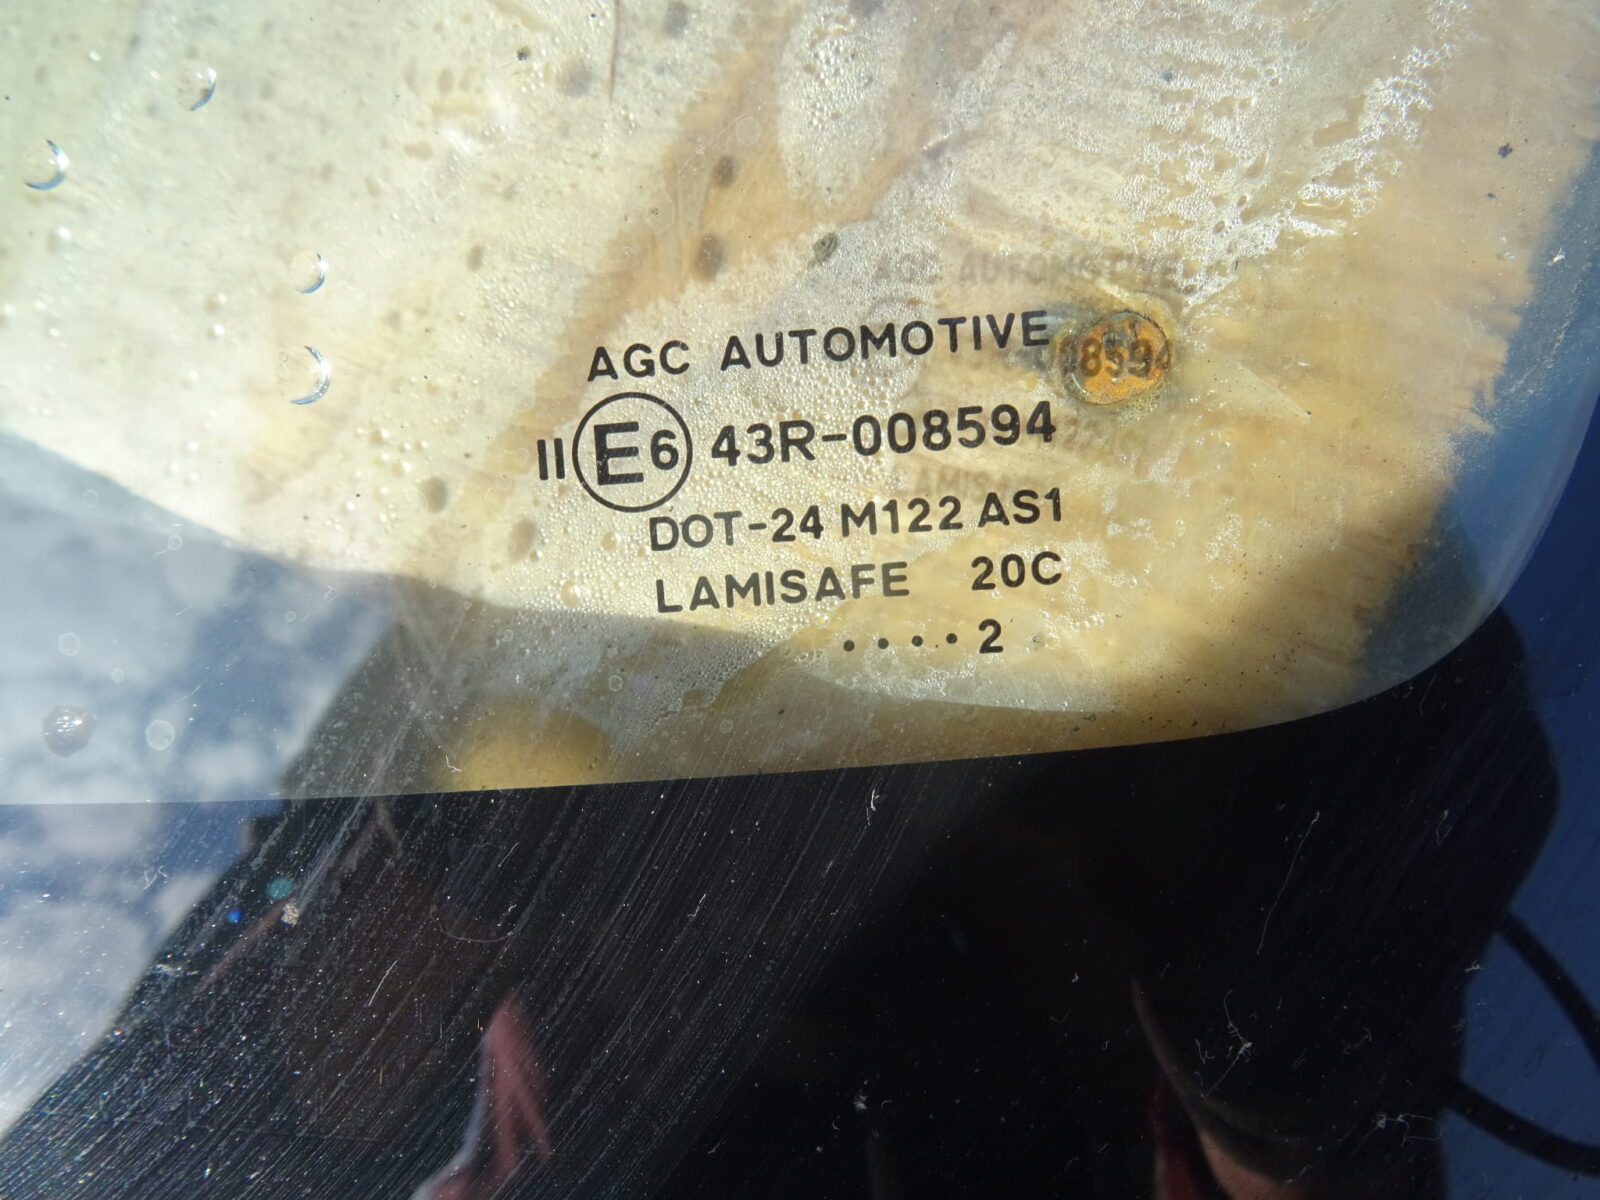 AGC AUTOMOTIVE
II E6 43R-008594
DOT-24 M122 AS1
LAMISAFE 20C
....2